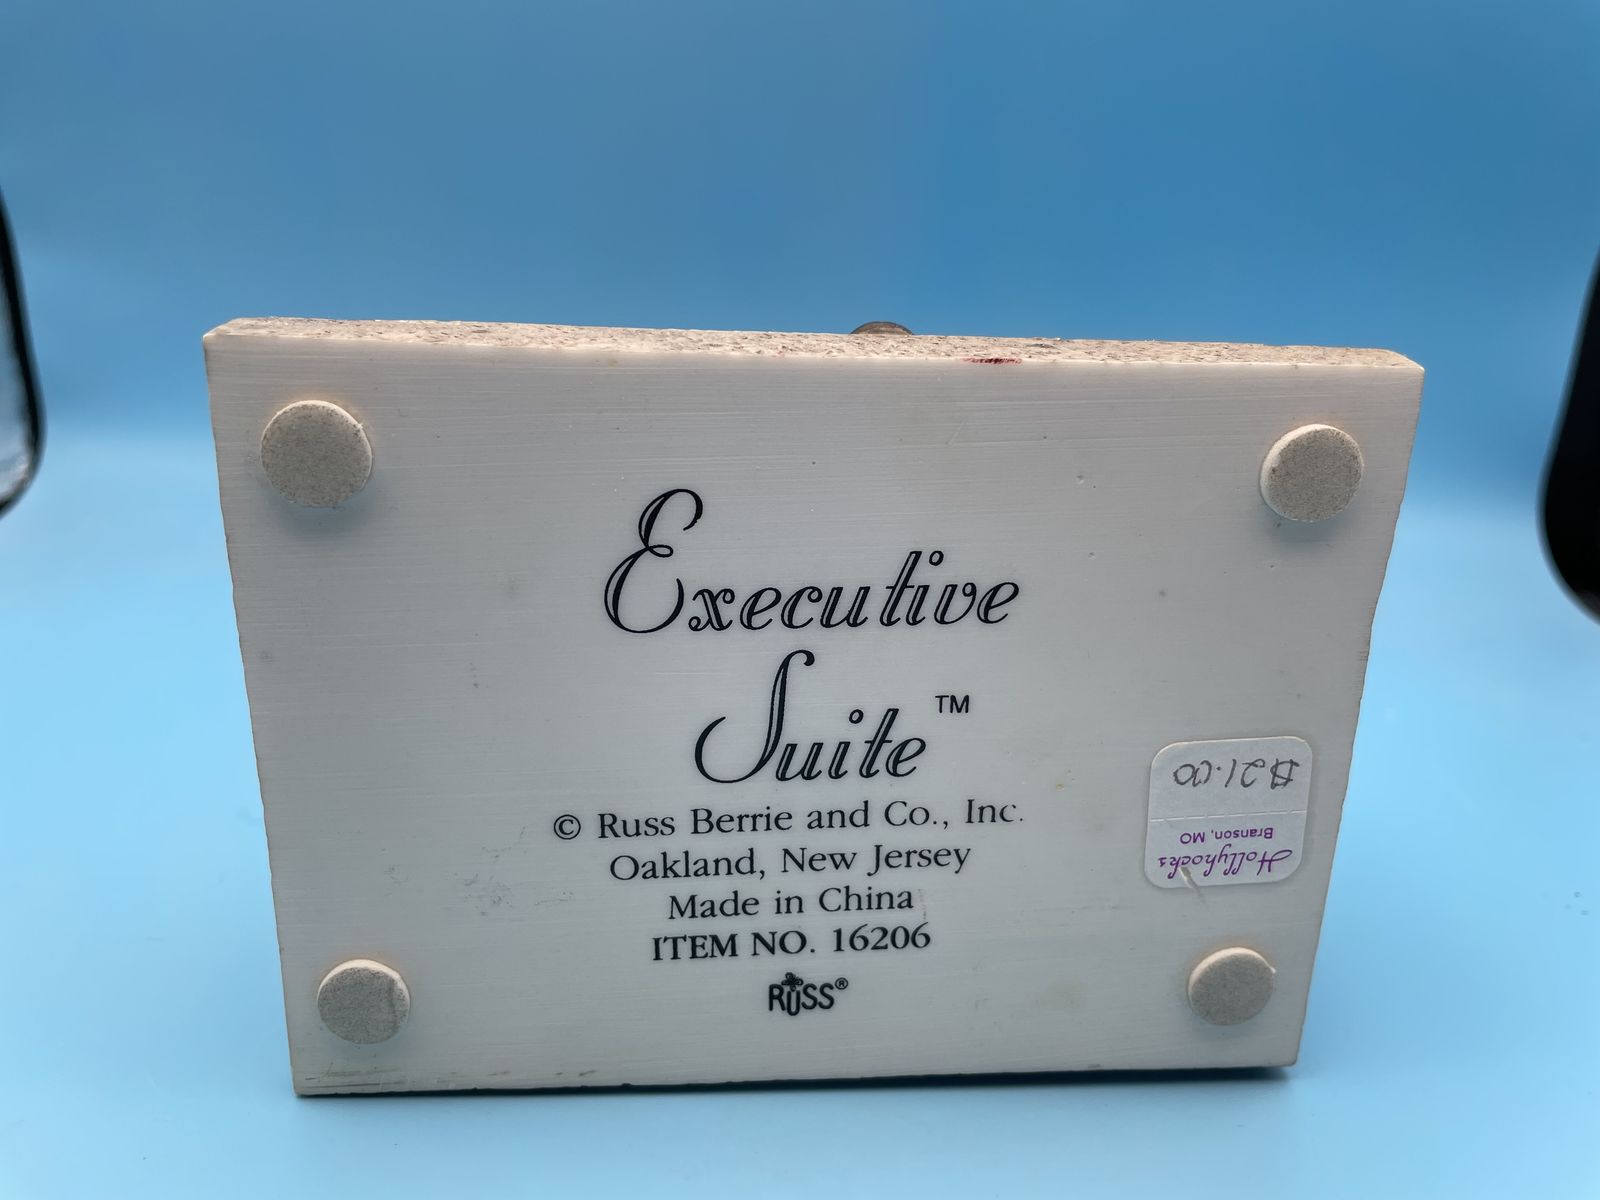 Executive
Suite™
© Russ Berrie and Co., Inc.
Oakland, New Jersey
Made in China
ITEM NO. 16206
RUSS®
Hollyhocks
Branson, MO
$21.00